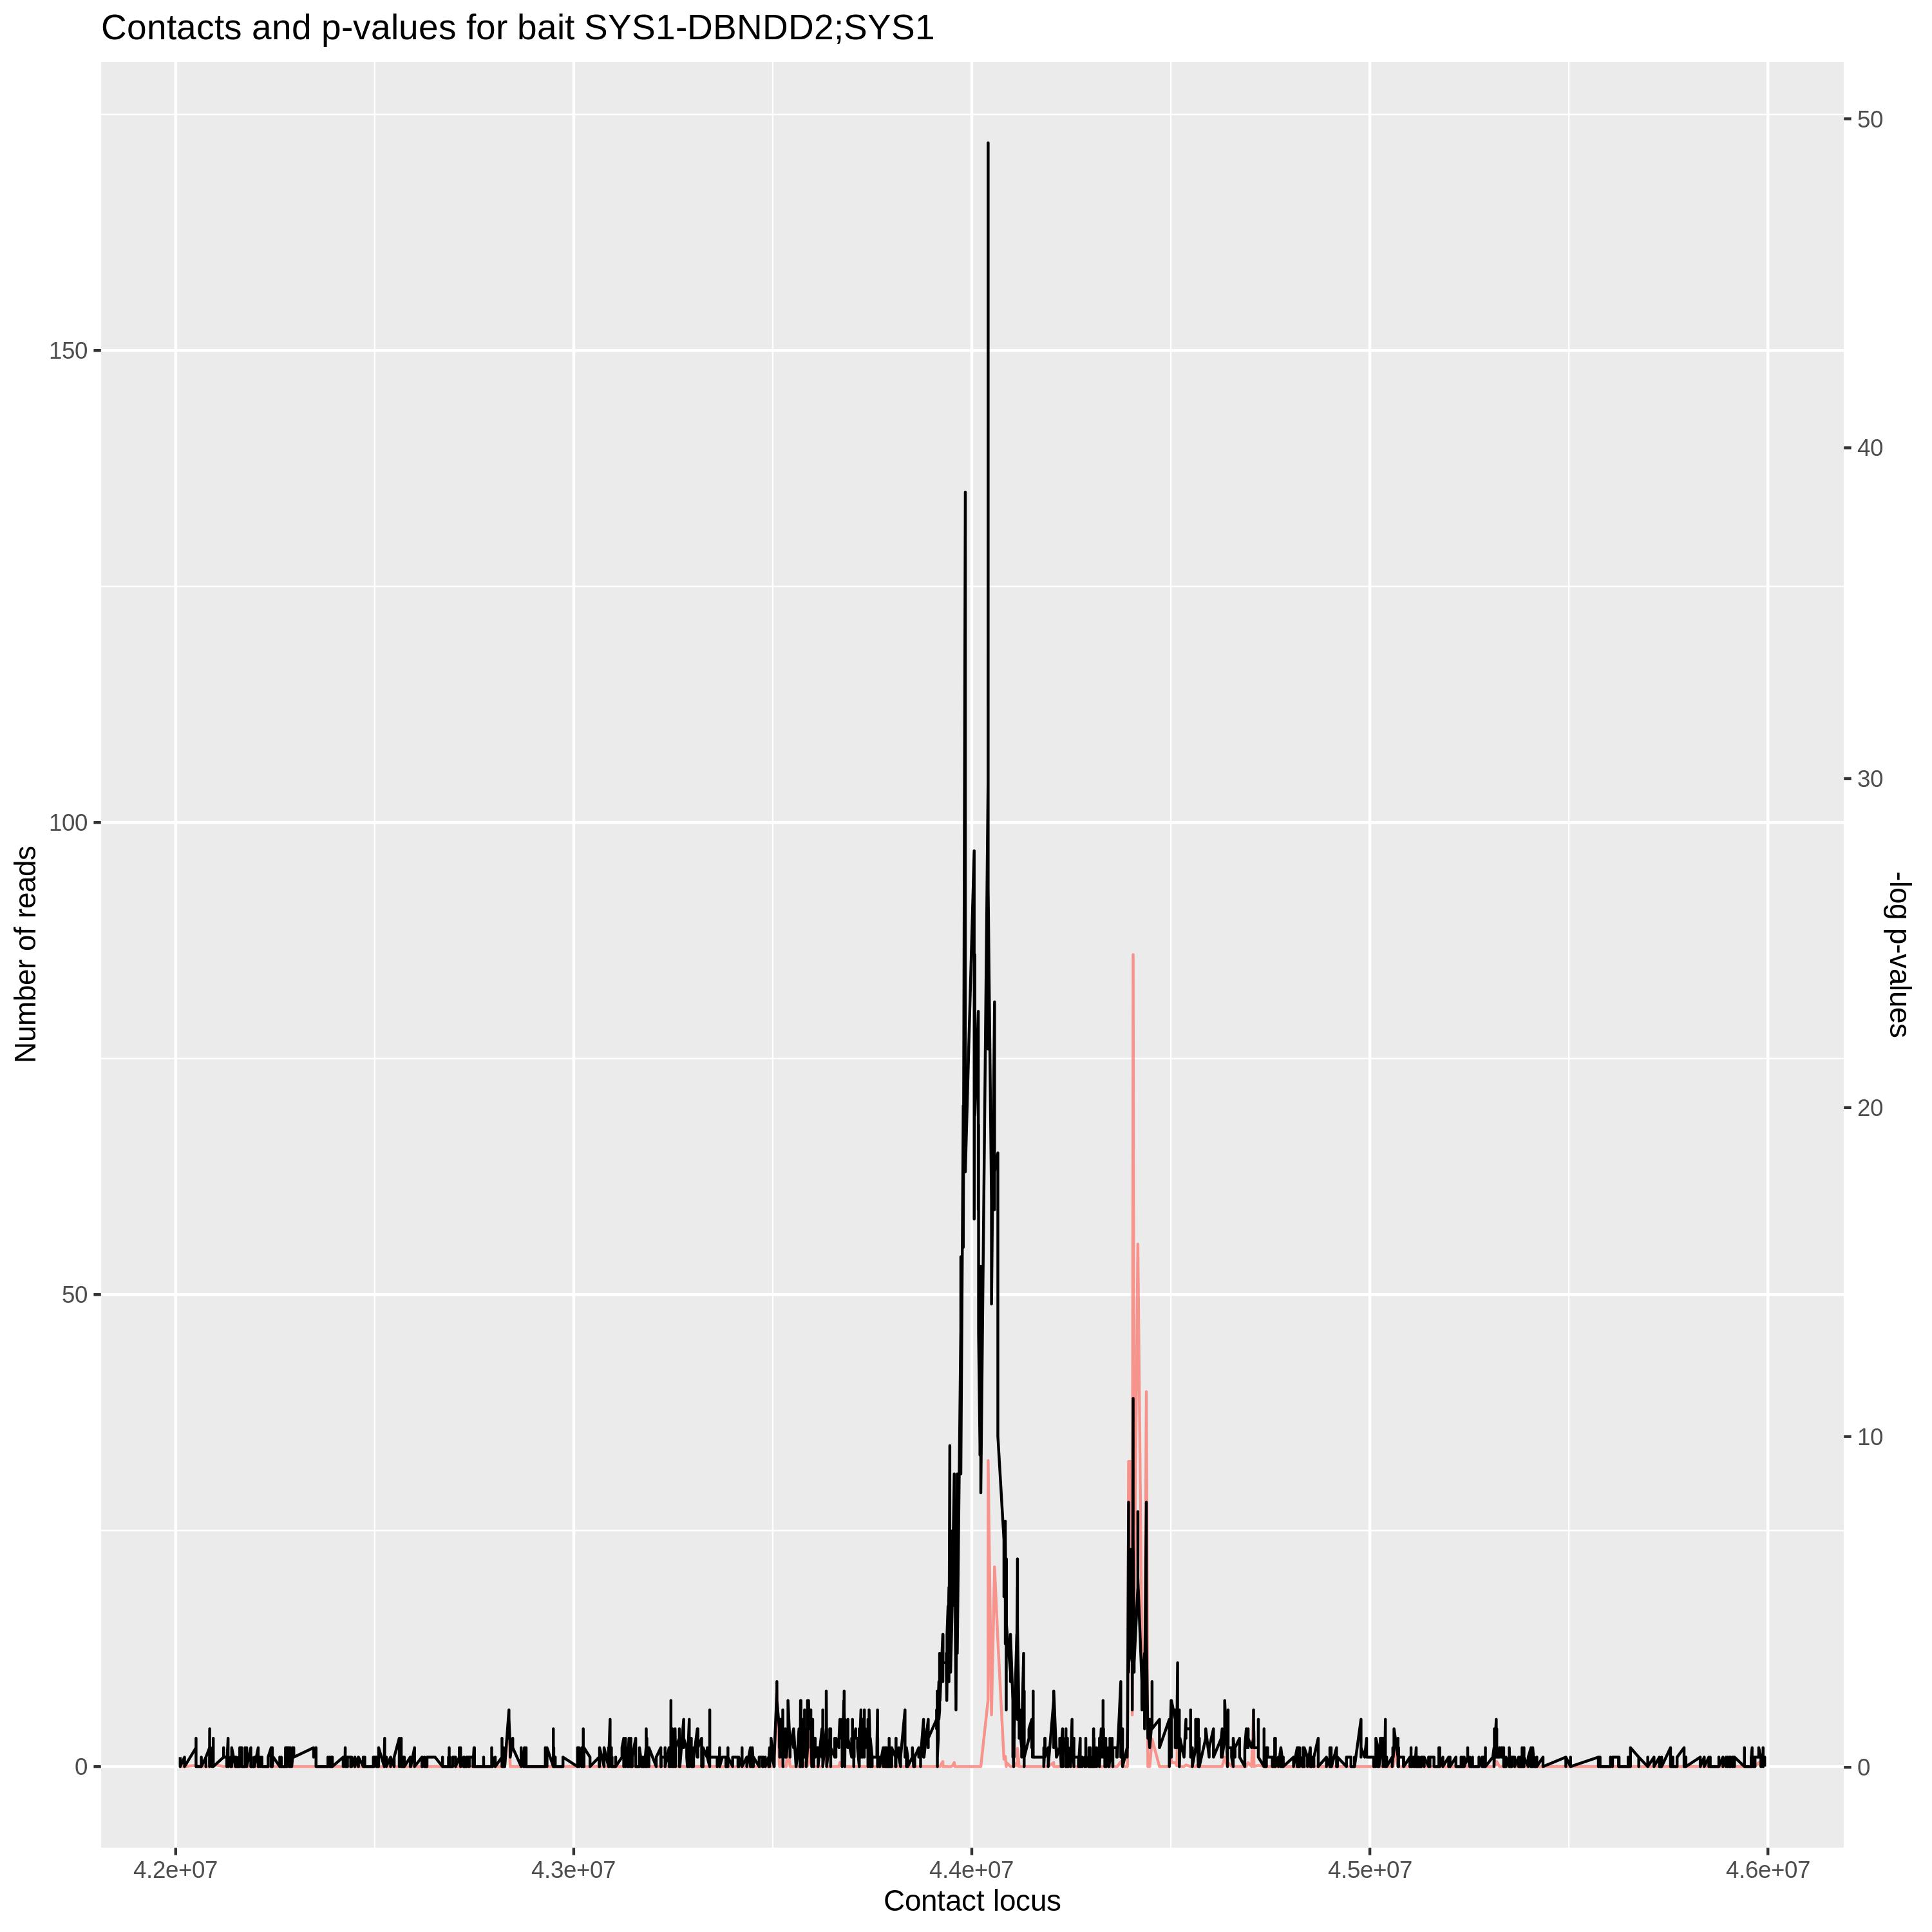 Contacts and p-values for bait SYS1-DBNDD2;SYS1
Number of reads
150
100
50
0
50
40
30
20
10
0
-log p-values
4.2e+07
4.3e+07
4.4e+07
4.5e+07
4.6e+07
Contact locus